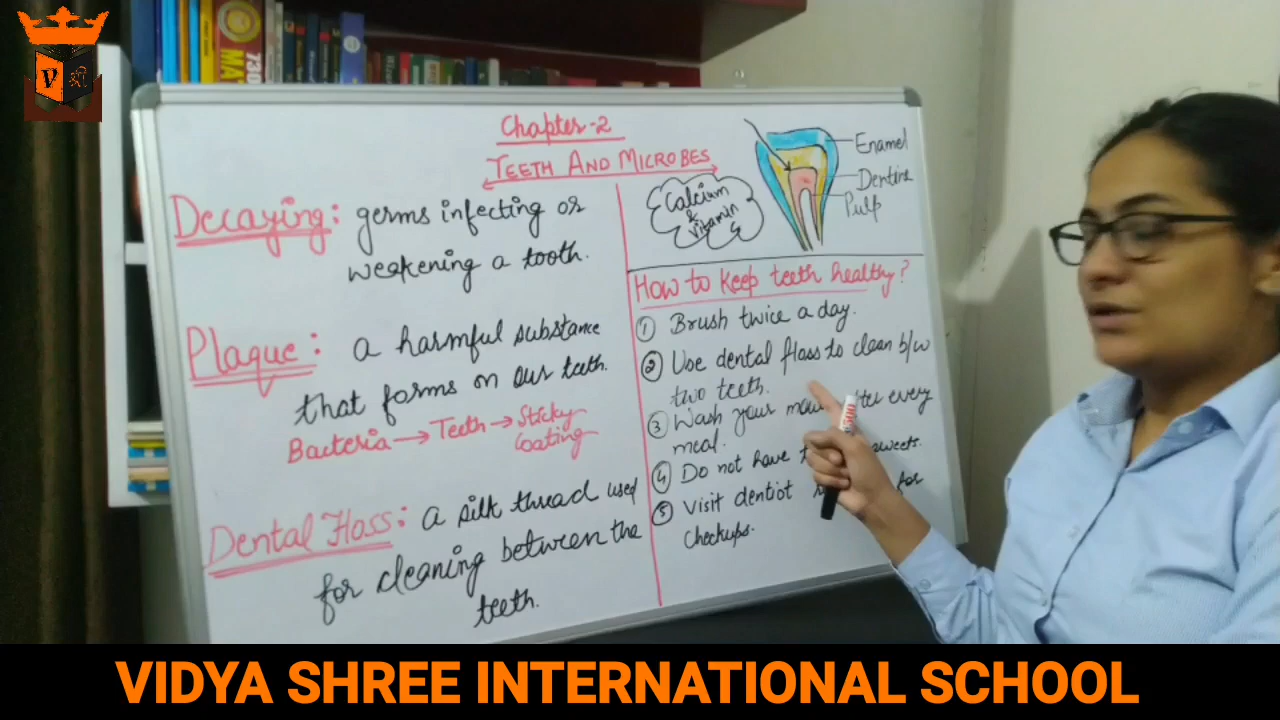 Chapter-2
TEETH AND MICROBES
Decaying: germs infecting or
weakening a tooth.
Plaque: a harmful substance
that forms on our teeth.
Bacteria → Teeth → Sticky
Coating
Dental Floss: a silk thread used
for cleaning between the
teeth.
Calcium
&
Vitamin
Enamel
Dentine
Pulp
How to keep teeth healthy?
1 Brush twice a day.
2 Use dental floss to clean b/w
two teeth.
3 Wash your every
meal.
4 Do not have sweets.
5 Visit dentist for
checkups.
VIDYA SHREE INTERNATIONAL SCHOOL